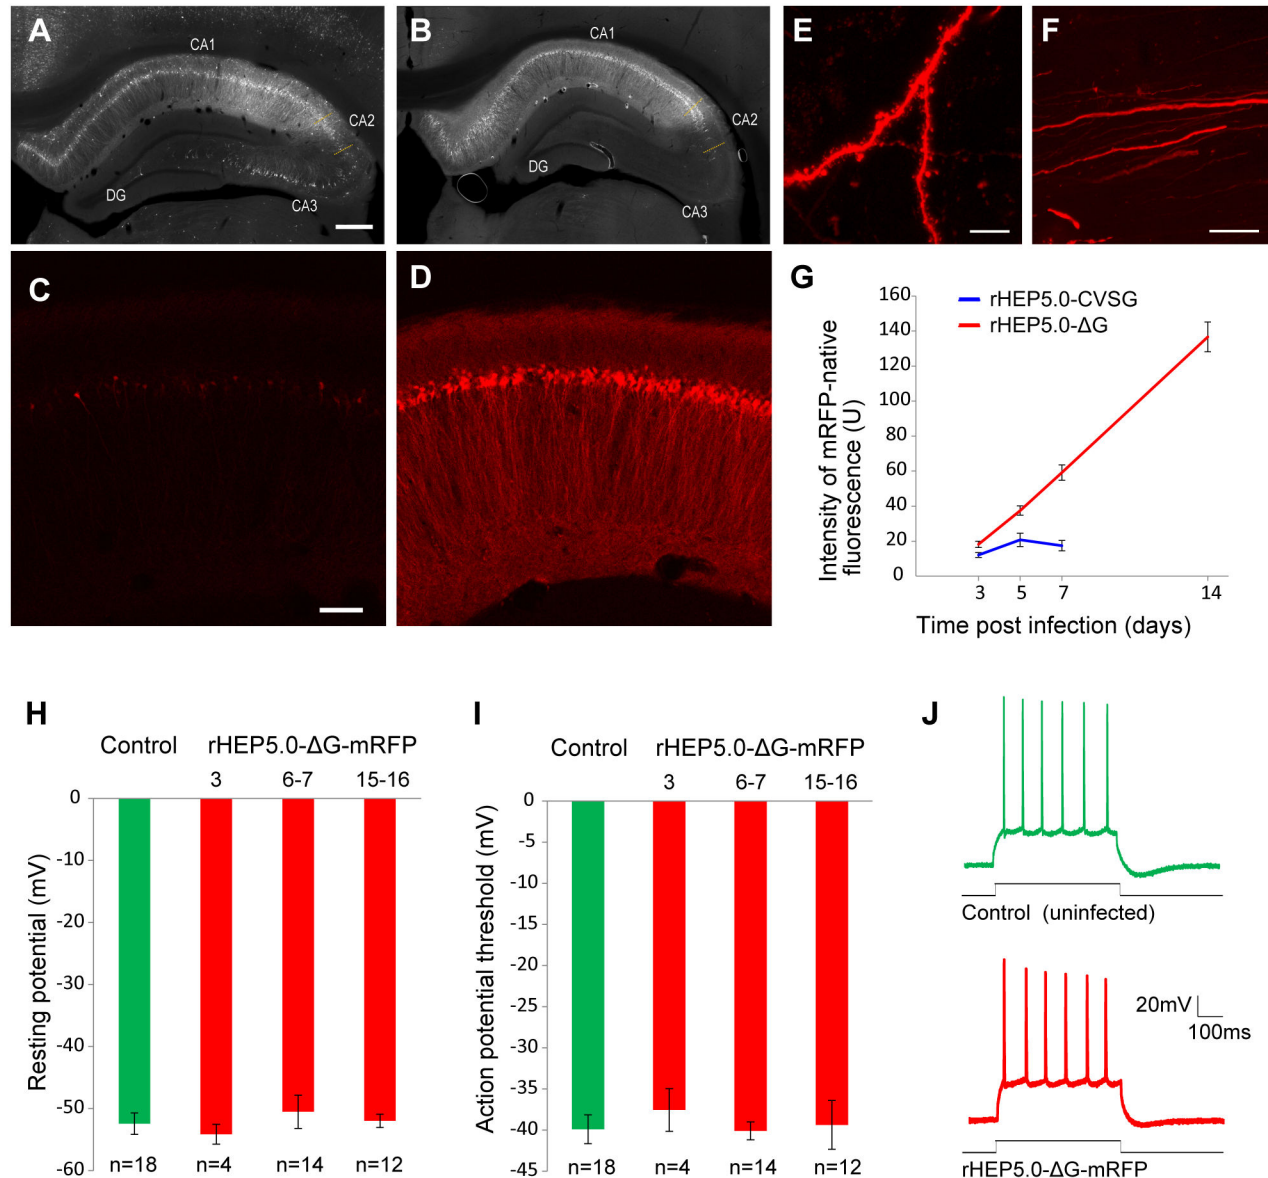 A
CA1
CA2
DG
CA3
B
CA1
CA2
DG
CA3
E
F
C
D
G
rHEP5.0-CVSG
rHEP5.0-ΔG
Intensity of mRFP-native
fluorescence (U)
160
140
120
100
80
60
40
20
0
3
5
7
14
Time post infection (days)
H
Control
rHEP5.0-ΔG-mRFP
3
6-7
15-16
Resting potential (mV)
0
-10
-20
-30
-40
-50
-60
n=18
n=4
n=14
n=12
I
Control
rHEP5.0-ΔG-mRFP
3
6-7
15-16
Action potential threshold (mV)
0
-5
-10
-15
-20
-25
-30
-35
-40
-45
n=18
n=4
n=14
n=12
J
Control (uninfected)
20mV
100ms
rHEP5.0-ΔG-mRFP